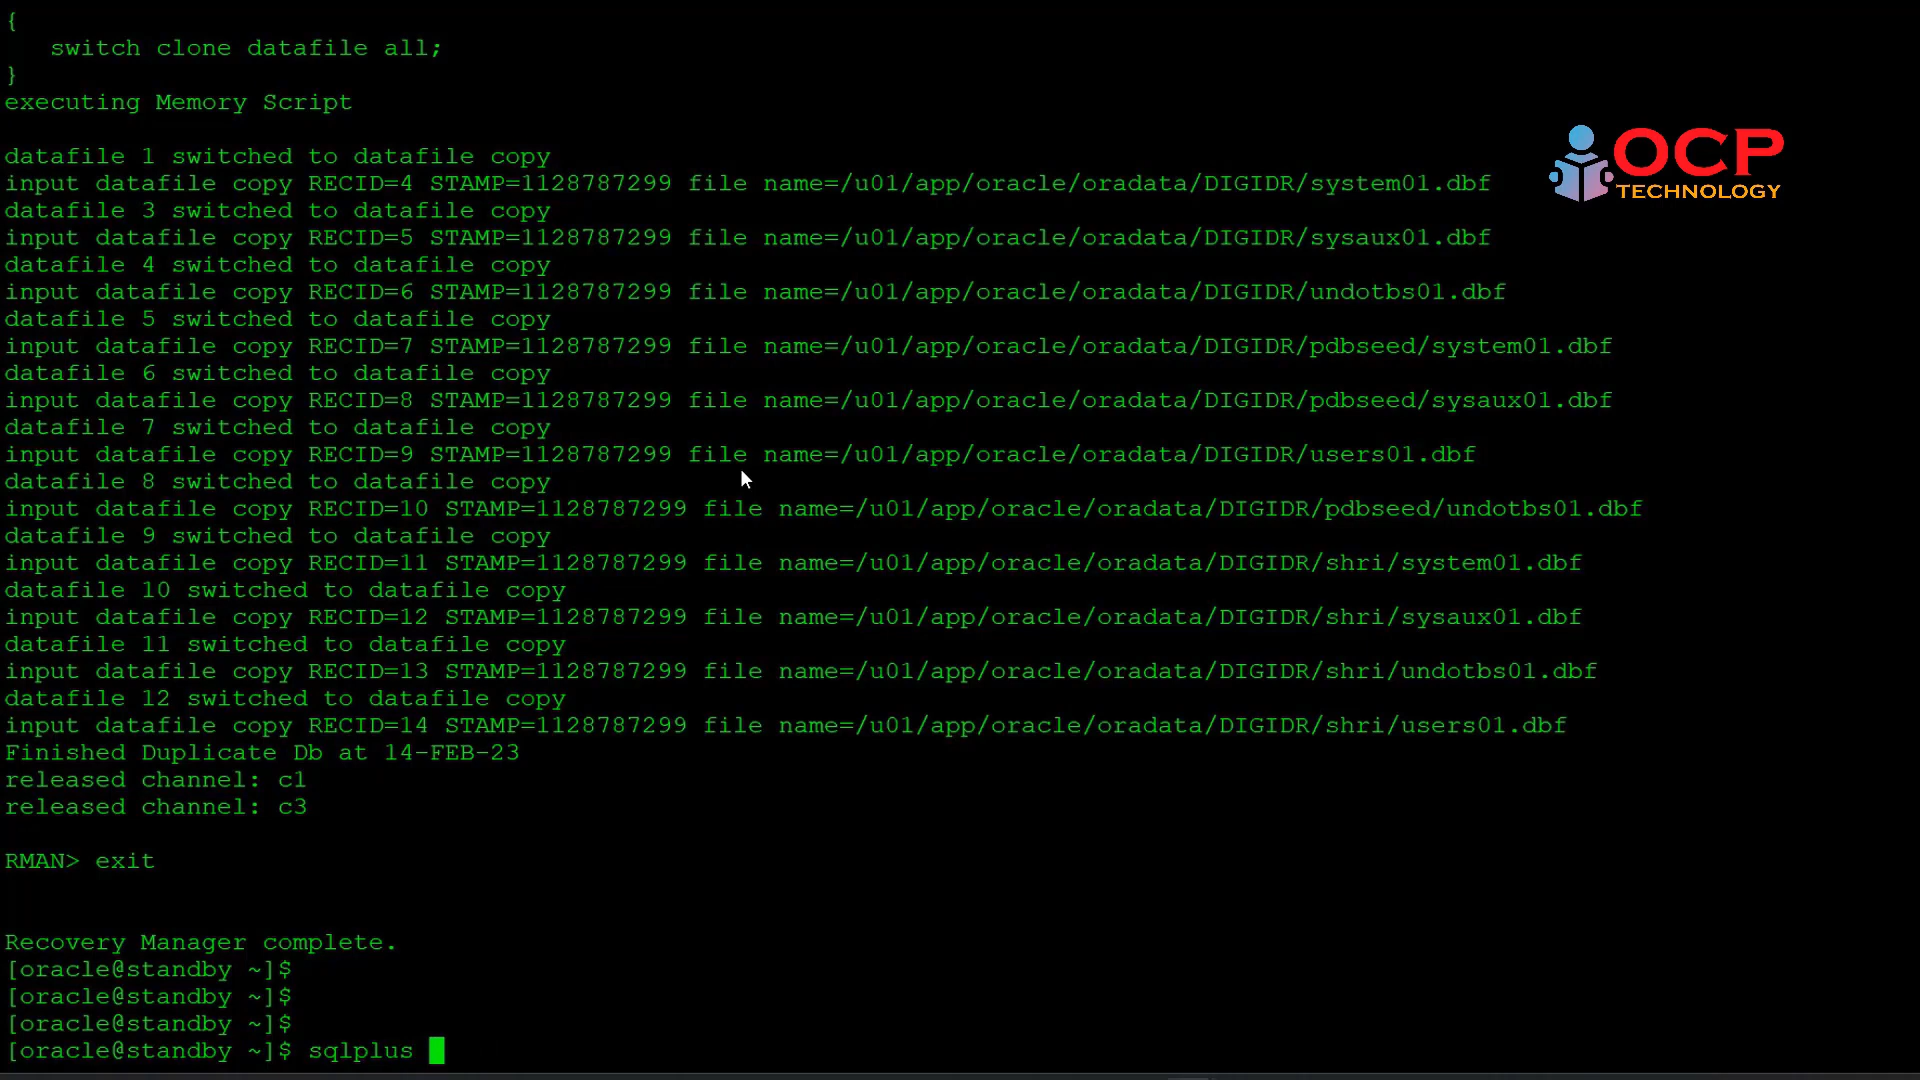 {
   switch clone datafile all;
}
executing Memory Script
OCP
TECHNOLOGY
datafile 1 switched to datafile copy
input datafile copy RECID=4 STAMP=1128787299 file name=/u01/app/oracle/oradata/DIGIDR/system01.dbf
datafile 3 switched to datafile copy
input datafile copy RECID=5 STAMP=1128787299 file name=/u01/app/oracle/oradata/DIGIDR/sysaux01.dbf
datafile 4 switched to datafile copy
input datafile copy RECID=6 STAMP=1128787299 file name=/u01/app/oracle/oradata/DIGIDR/undotbs01.dbf
datafile 5 switched to datafile copy
input datafile copy RECID=7 STAMP=1128787299 file name=/u01/app/oracle/oradata/DIGIDR/pdbseed/system01.dbf
datafile 6 switched to datafile copy
input datafile copy RECID=8 STAMP=1128787299 file name=/u01/app/oracle/oradata/DIGIDR/pdbseed/sysaux01.dbf
datafile 7 switched to datafile copy
input datafile copy RECID=9 STAMP=1128787299 file name=/u01/app/oracle/oradata/DIGIDR/users01.dbf
datafile 8 switched to datafile copy
input datafile copy RECID=10 STAMP=1128787299 file name=/u01/app/oracle/oradata/DIGIDR/pdbseed/undotbs01.dbf
datafile 9 switched to datafile copy
input datafile copy RECID=11 STAMP=1128787299 file name=/u01/app/oracle/oradata/DIGIDR/shri/system01.dbf
datafile 10 switched to datafile copy
input datafile copy RECID=12 STAMP=1128787299 file name=/u01/app/oracle/oradata/DIGIDR/shri/sysaux01.dbf
datafile 11 switched to datafile copy
input datafile copy RECID=13 STAMP=1128787299 file name=/u01/app/oracle/oradata/DIGIDR/shri/undotbs01.dbf
datafile 12 switched to datafile copy
input datafile copy RECID=14 STAMP=1128787299 file name=/u01/app/oracle/oradata/DIGIDR/shri/users01.dbf
Finished Duplicate Db at 14-FEB-23
released channel: c1
released channel: c3
RMAN> exit
Recovery Manager complete.
[oracle@standby ~]$
[oracle@standby ~]$
[oracle@standby ~]$
[oracle@standby ~]$ sqlplus